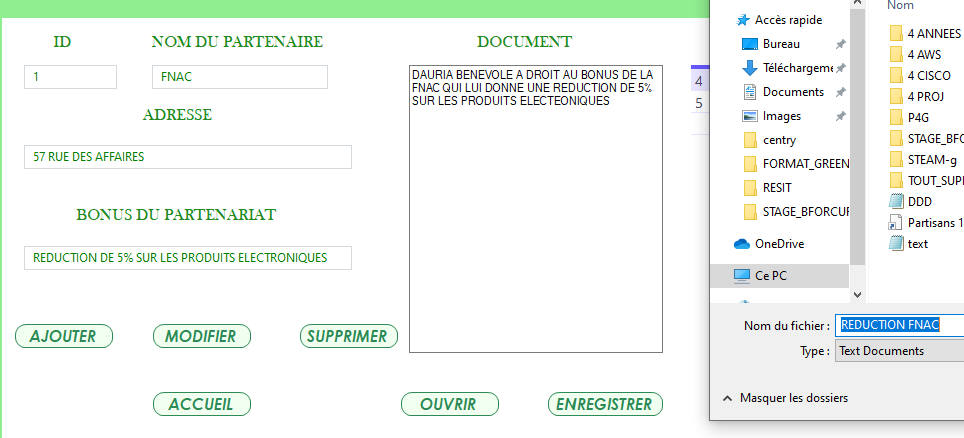 ID
NOM DU PARTENAIRE
DOCUMENT
1
FNAC
DAURIA BENEVOLE A DROIT AU BONUS DE LA
FNAC QUI LUI DONNE UNE REDUCTION DE 5%
SUR LES PRODUITS ELECTEONIQUES
4
5
ADRESSE
57 RUE DES AFFAIRES
BONUS DU PARTENARIAT
REDUCTION DE 5% SUR LES PRODUITS ELECTRONIQUES
AJOUTER
MODIFIER
SUPPRIMER
ACCUEIL
OUVRIR
ENREGISTRER
Accès rapide
Bureau
Téléchargeme
Documents
Images
centry
FORMAT_GREEN
RESIT
STAGE_BFORCUR
OneDrive
Ce PC
Nom
4 ANNEES
4 AWS
4 CISCO
4 PROJ
P4G
STAGE_BFO
STEAM-g
TOUT_SUPI
DDD
Partisans 1
text
Nom du fichier :
REDUCTION FNAC
Type :
Text Documents
Masquer les dossiers